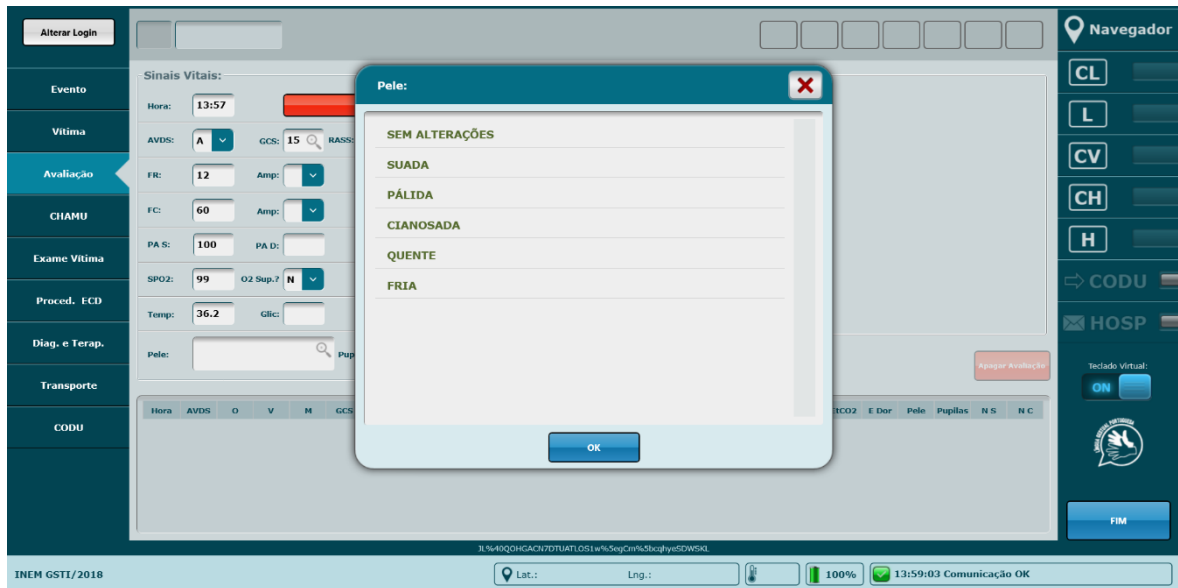 Alterar Login
Navegador
Evento
Vítima
Avaliação
CHAMU
Exame Vítima
Proced. ECD
Diag. e Terap.
Transporte
CODU
Sinais Vitais:
Hora: 13:57
AVDS: A GCS: 15 RASS:
FR: 12 Amp:
FC: 60 Amp:
PA S: 100 PA D:
SPO2: 99 O2 Sup.? N
Temp: 36.2 Glic:
Pele: Pup
Apagar Avaliação
Hora AVDS O V M GCS
EtCO2 E Dor Pele Pupilas N S N C
Pele:
SEM ALTERAÇÕES
SUADA
PÁLIDA
CIANOSADA
QUENTE
FRIA
OK
CL
L
CV
CH
H
CODU
HOSP
Teclado Virtual:
ON
FIM
INEM GSTI/2018
Lat.: Lng.:
100%
13:59:03 Comunicação OK